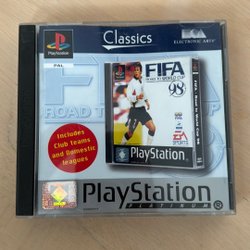 Classics
ELECTRONIC ARTS
PlayStation
PAL
FIFA
ROAD TO WORLD CUP
98
EA
SPORTS
PlayStation
Includes
Club teams
and Domestic
leagues
PlayStation
PLATINUM